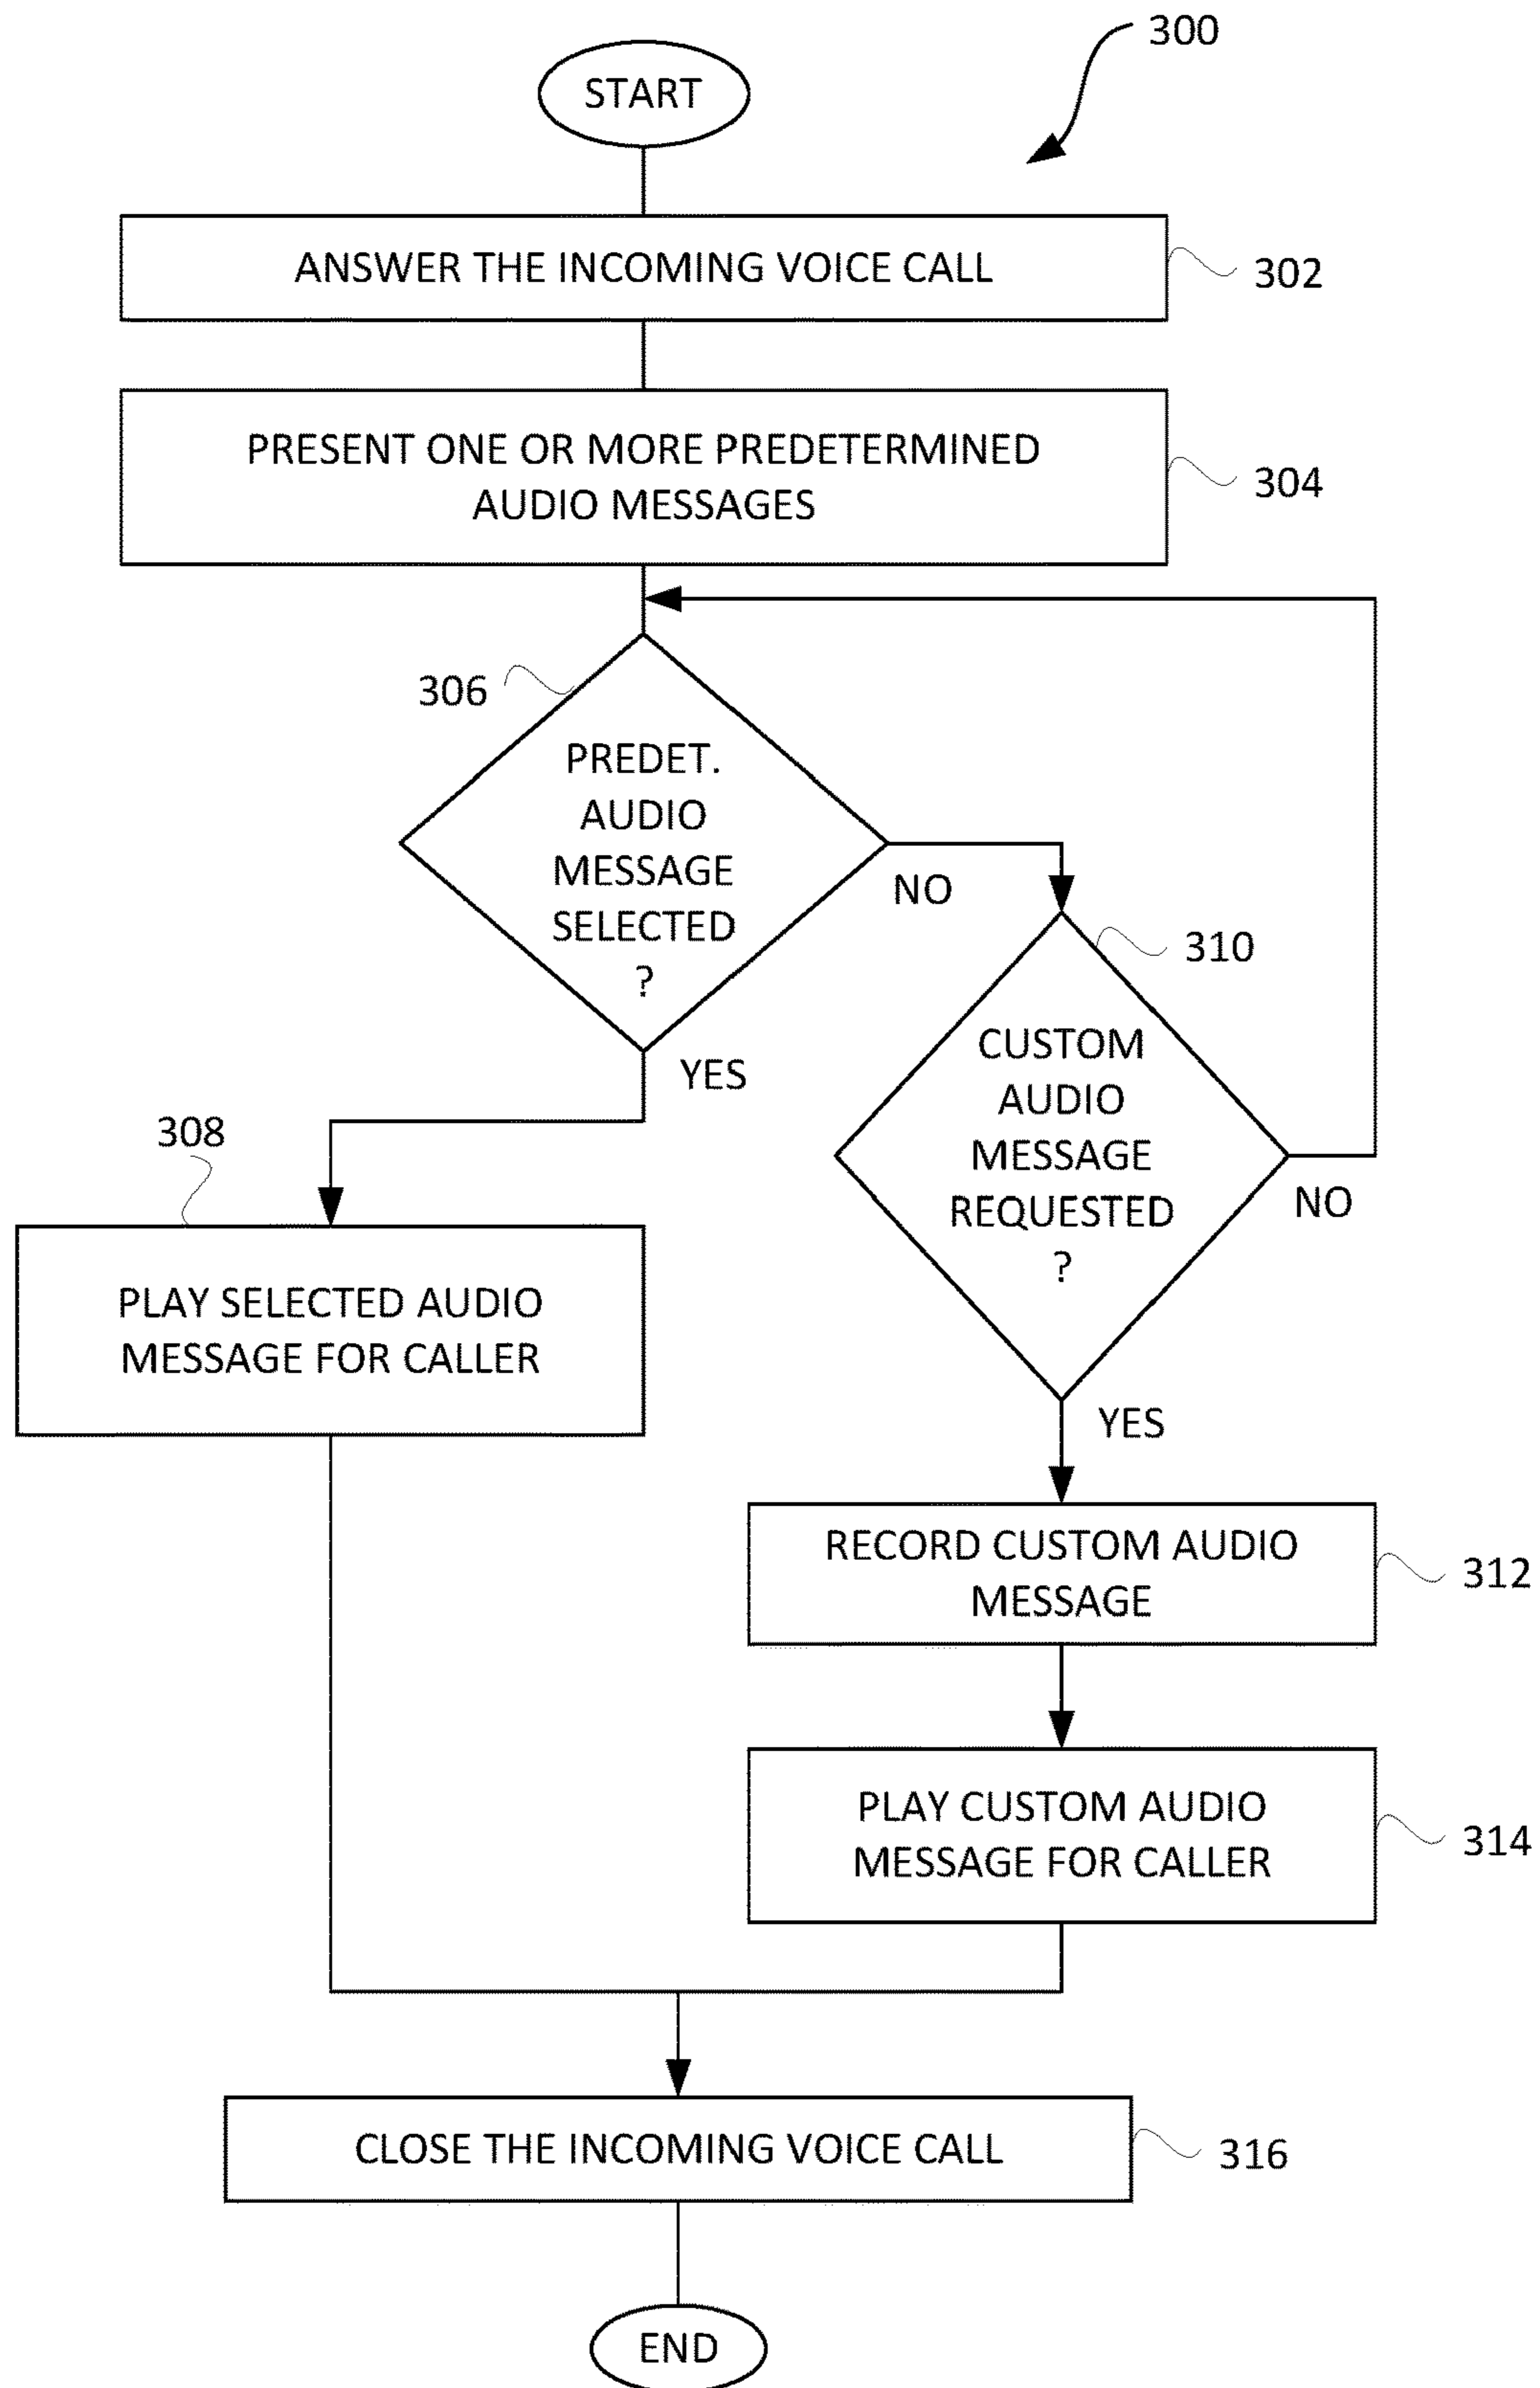 300
START
ANSWER THE INCOMING VOICE CALL
302
PRESENT ONE OR MORE PREDETERMINED
AUDIO MESSAGES
304
306
PREDET.
AUDIO
MESSAGE
SELECTED
?
NO
YES
310
CUSTOM
AUDIO
MESSAGE
REQUESTED
?
NO
YES
308
PLAY SELECTED AUDIO
MESSAGE FOR CALLER
RECORD CUSTOM AUDIO
MESSAGE
312
PLAY CUSTOM AUDIO
MESSAGE FOR CALLER
314
CLOSE THE INCOMING VOICE CALL
316
END